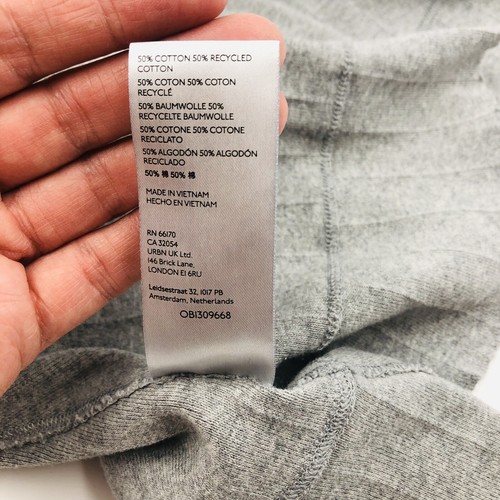 50% COTTON 50% RECYCLED
COTTON
50% COTON 50% COTON
RECYCLÉ
50% BAUMWOLLE 50%
RECYCELTE BAUMWOLLE
50% COTONE 50% COTONE
RECICLATO
50% ALGODÓN 50% ALGODÓN
RECICLADO
50% 棉 50% 棉
MADE IN VIETNAM
HECHO EN VIETNAM
RN 66170
CA 32054
URBN UK Ltd.
146 Brick Lane,
LONDON E1 6RU
Leidsestraat 32, 1017 PB
Amsterdam, Netherlands
OB1309668